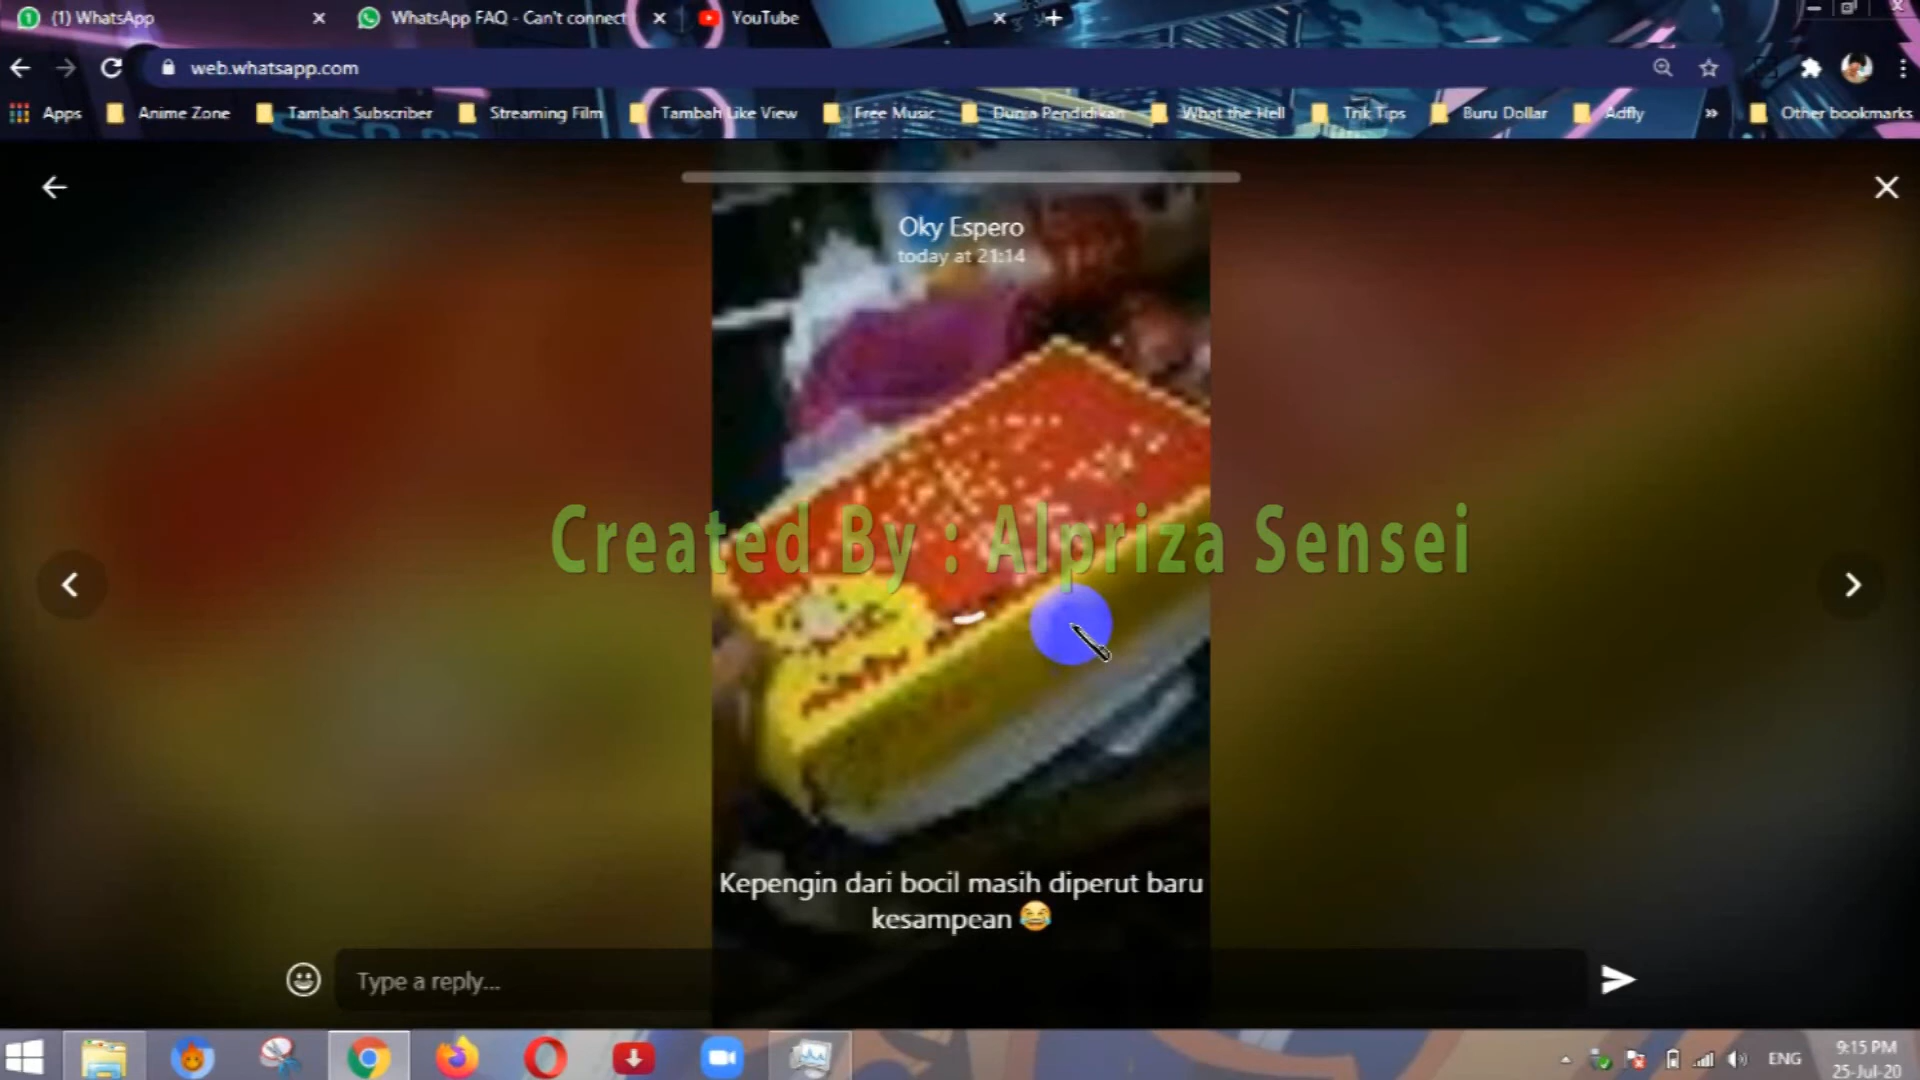 (1) WhatsApp
WhatsApp FAQ - Can't connect
YouTube
web.whatsapp.com
Apps
Anime Zone
Tambah Subscriber
Streaming Film
Tambah Like View
Free Music
Dunia Pendidikan
What the Hell
Trik Tips
Buru Dollar
Adfly
Other bookmarks
Oky Espero
today at 21:14
Created By : Alpriza Sensei
Kepengin dari bocil masih diperut baru
kesampean 😂
Type a reply...
ENG
9:15 PM
25-Jul-20